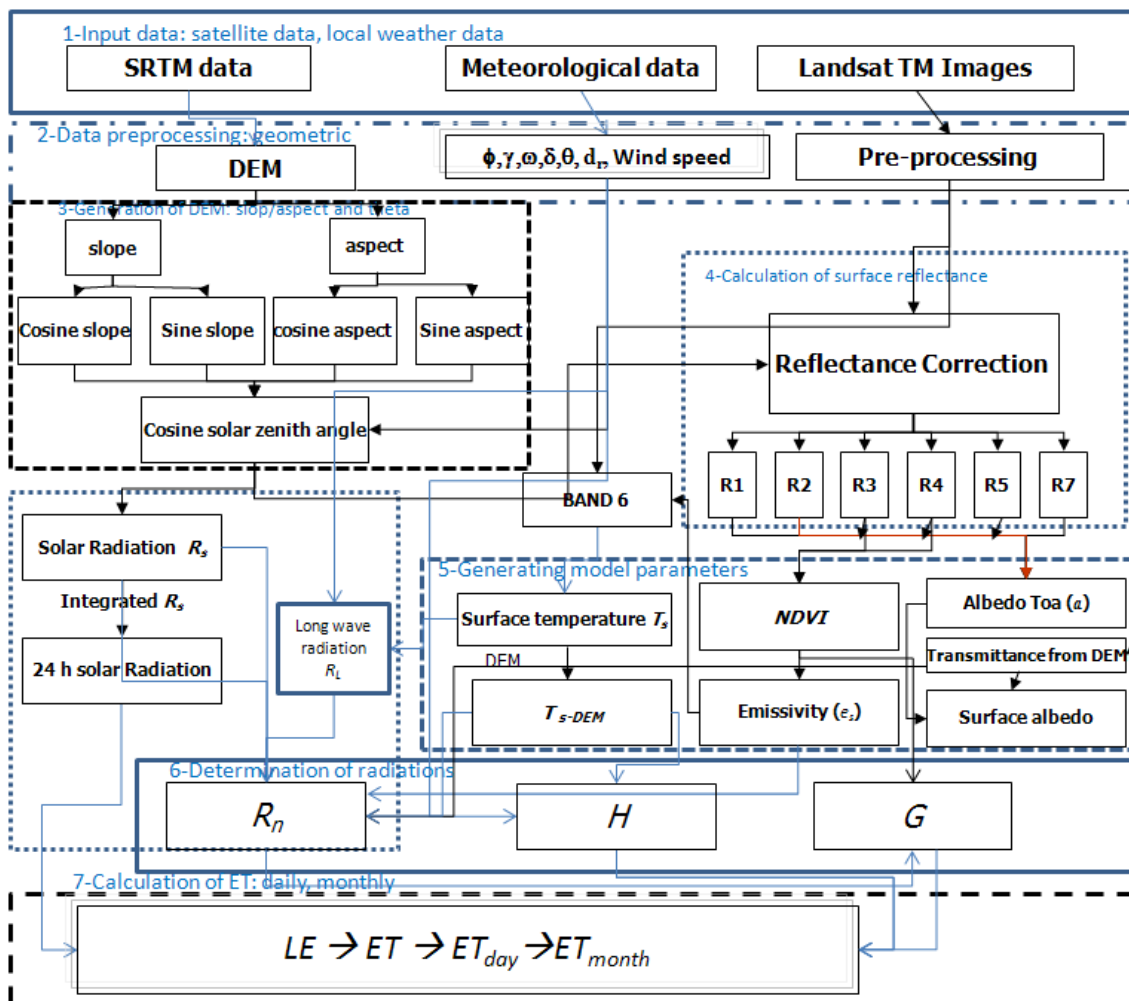 1-Input data: satellite data, local weather data
SRTM data
Meteorological data
Landsat TM Images
2-Data preprocessing: geometric
DEM
ϕ,γ,ω,δ,θ, dr, Wind speed
Pre-processing
3-Generation of DEM: slop/aspect and theta
slope
aspect
Cosine slope
Sine slope
cosine aspect
Sine aspect
Cosine solar zenith angle
4-Calculation of surface reflectance
Reflectance Correction
R1
R2
R3
R4
R5
R7
BAND 6
Solar Radiation Rs
Integrated Rs
24 h solar Radiation
Long wave
radiation
RL
5-Generating model parameters
Surface temperature Ts
DEM
Ts-DEM
NDVI
Emissivity (es)
Albedo Toa (a)
Transmittance from DEM
Surface albedo
6-Determination of radiations
Rn
H
G
7-Calculation of ET: daily, monthly
LE → ET → ETday →ETmonth